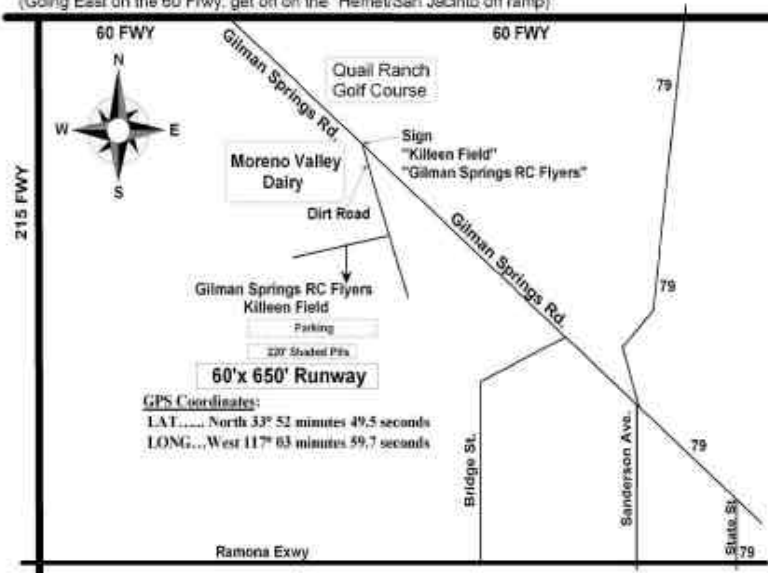 (Going East on the 60 Frwy, get on on the "Hemet/San Jacinto on ramp)
60 FWY
60 FWY
N
W
E
S
215 FWY
Gilman Springs Rd.
Quail Ranch
Golf Course
79
Sign
"Killeen Field"
"Gilman Springs RC Flyers"
Moreno Valley
Dairy
Dirt Road
Gilman Springs Rd.
79
Gilman Springs RC Flyers
Killeen Field
Parking
220' Shaded Pits
60'x 650' Runway
GPS Coordinates:
LAT..... North 33° 52 minutes 49.5 seconds
LONG...West 117° 03 minutes 59.7 seconds
Bridge St.
Sanderson Ave.
79
State St.
79
Ramona Exwy